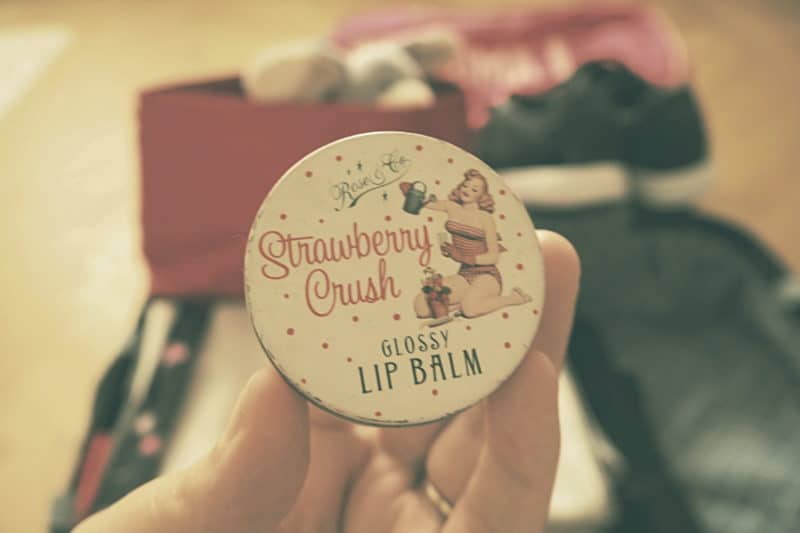 Rose & Co
Strawberry
Crush
GLOSSY
LIP BALM